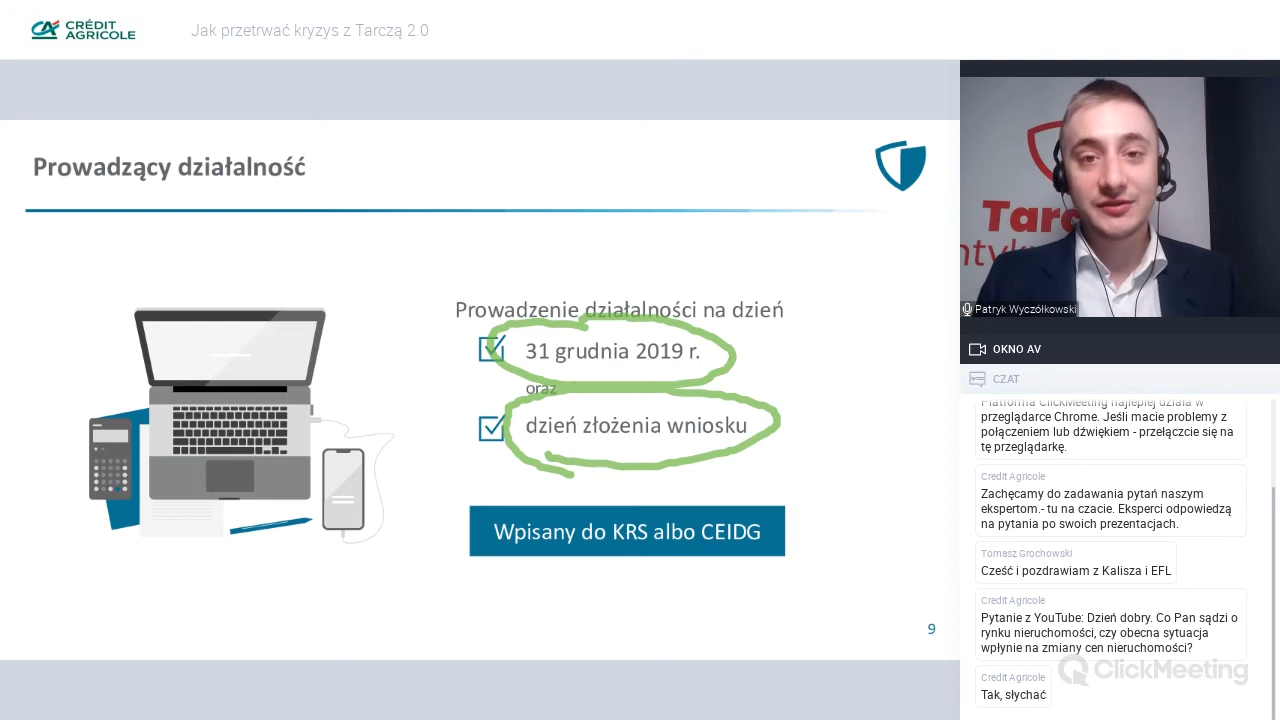 CRÉDIT
AGRICOLE
Jak przetrwać kryzys z Tarczą 2.0
Prowadzący działalność
Prowadzenie działalności na dzień
31 grudnia 2019 r.
oraz
dzień złożenia wniosku
Wpisany do KRS albo CEIDG
9
Patryk Wyczółkowski
OKNO AV
CZAT
Platforma ClickMeeting najlepiej działa w
przeglądarce Chrome. Jeśli macie problemy z
połączeniem lub dźwiękiem - przełączcie się na
tę przeglądarkę.
Credit Agricole
Zachęcamy do zadawania pytań naszym
ekspertom.- tu na czacie. Eksperci odpowiedzą
na pytania po swoich prezentacjach.
Tomasz Grochowski
Cześć i pozdrawiam z Kalisza i EFL
Credit Agricole
Pytanie z YouTube: Dzień dobry. Co Pan sądzi o
rynku nieruchomości, czy obecna sytuacja
wpłynie na zmiany cen nieruchomości?
ClickMeeting
Credit Agricole
Tak, słychać